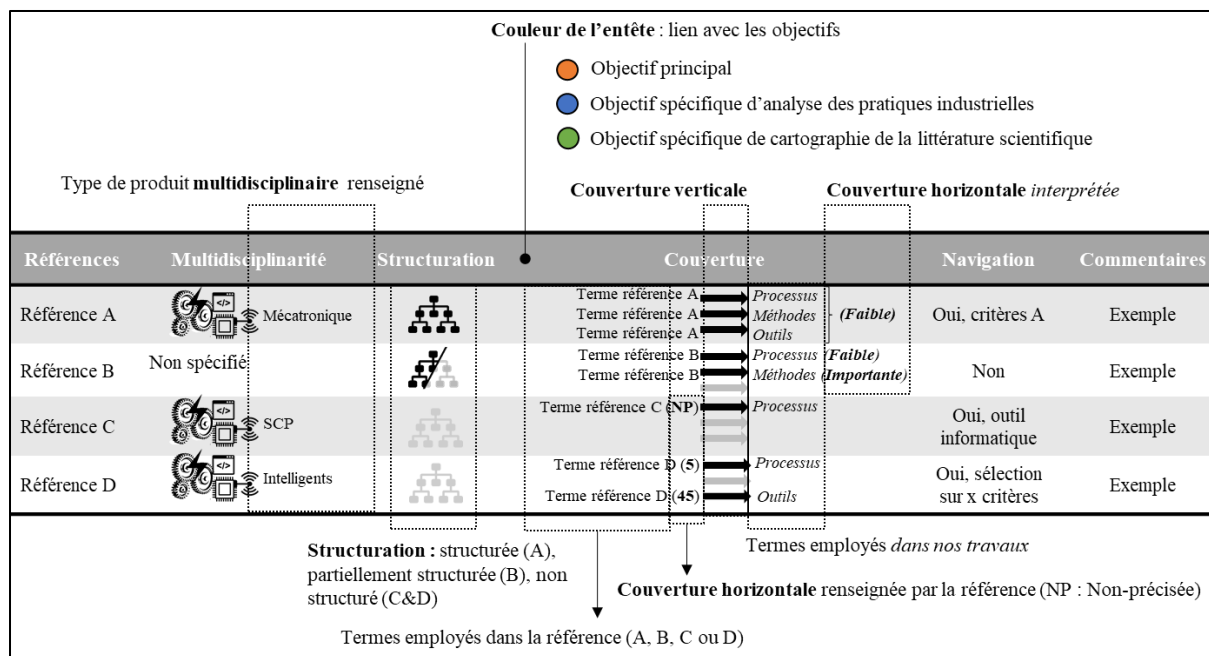 Couleur de l'entête : lien avec les objectifs
Objectif principal
Objectif spécifique d'analyse des pratiques industrielles
Objectif spécifique de cartographie de la littérature scientifique
Type de produit multidisciplinaire renseigné
Couverture verticale
Couverture horizontale interprétée
Références
Multidisciplinarité
Structuration
Couverture
Navigation
Commentaires
Référence A
</>
Mécatronique
Terme référence A
Processus
Terme référence A
Méthodes
(Faible)
Terme référence A
Outils
Oui, critères A
Exemple
Référence B
Non spécifié
Terme référence B
Processus (Faible)
Terme référence B
Méthodes (Importante)
Non
Exemple
Référence C
</>
SCP
Terme référence C (NP)
Processus
Oui, outil
informatique
Exemple
Référence D
</>
Intelligents
Terme référence D (5)
Processus
Terme référence D (45)
Outils
Oui, sélection
sur x critères
Exemple
Structuration : structurée (A),
partiellement structurée (B), non
structuré (C&D)
Termes employés dans nos travaux
Couverture horizontale renseignée par la référence (NP : Non-précisée)
Termes employés dans la référence (A, B, C ou D)